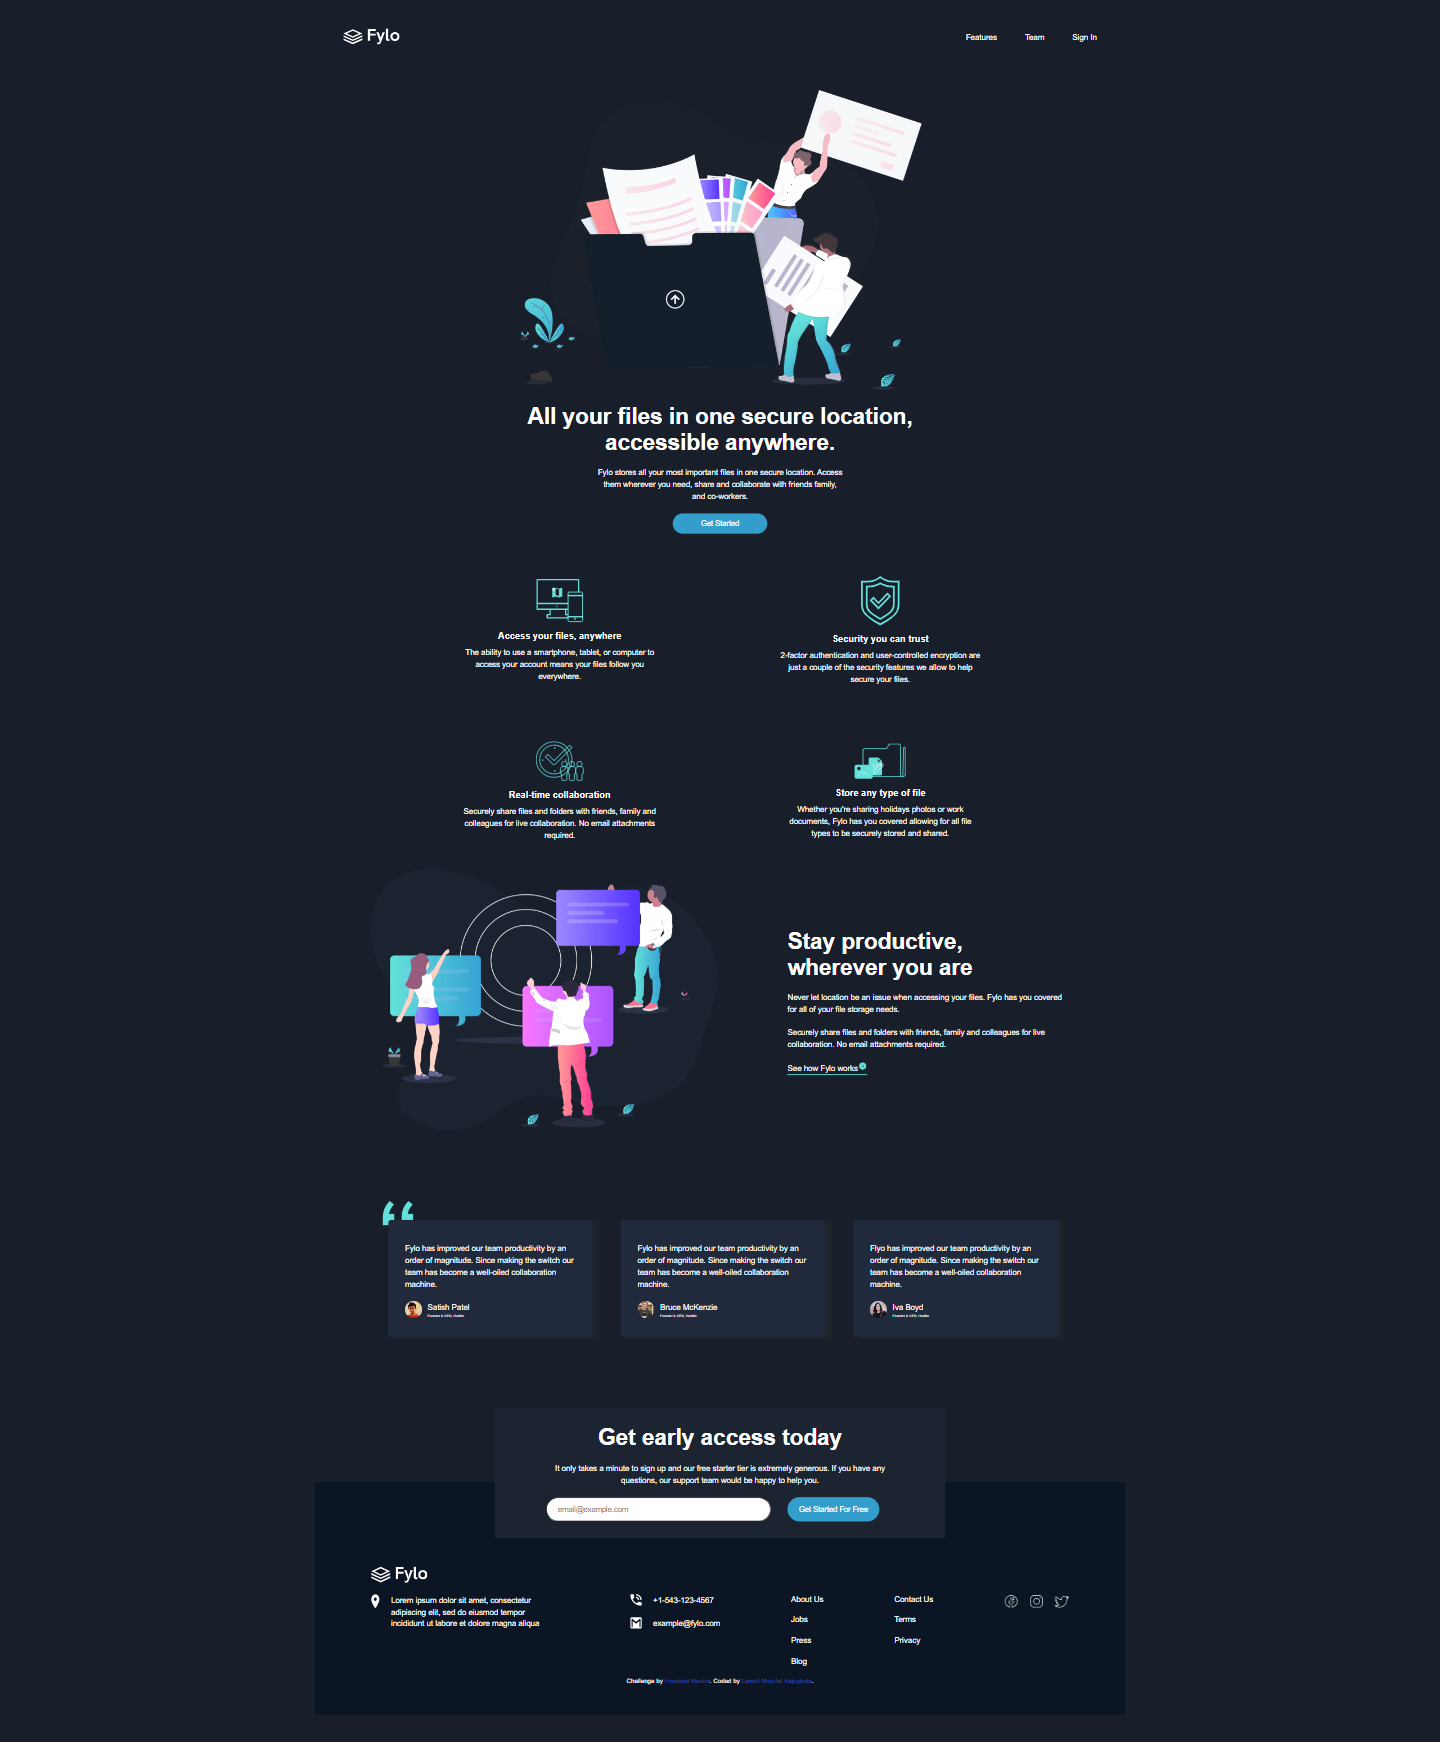 Fylo
Features
Team
Sign In
All your files in one secure location,
accessible anywhere.
Fylo stores all your most important files in one secure location. Access
them wherever you need, share and collaborate with friends family,
and co-workers.
Get Started
Access your files, anywhere
The ability to use a smartphone, tablet, or computer to
access your account means your files follow you
everywhere.
Security you can trust
2-factor authentication and user-controlled encryption are
just a couple of the security features we allow to help
secure your files.
Real-time collaboration
Securely share files and folders with friends, family and
colleagues for live collaboration. No email attachments
required.
Store any type of file
Whether you're sharing holidays photos or work
documents, Fylo has you covered allowing for all file
types to be securely stored and shared.
Stay productive,
wherever you are
Never let location be an issue when accessing your files. Fylo has you covered
for all of your file storage needs.
Securely share files and folders with friends, family and colleagues for live
collaboration. No email attachments required.
See how Fylo works
“
Fylo has improved our team productivity by an
order of magnitude. Since making the switch our
team has become a well-oiled collaboration
machine.
Satish Patel
Founder & CEO, Huddle
Fylo has improved our team productivity by an
order of magnitude. Since making the switch our
team has become a well-oiled collaboration
machine.
Bruce McKenzie
Founder & CEO, Huddle
Flyo has improved our team productivity by an
order of magnitude. Since making the switch our
team has become a well-oiled collaboration
machine.
Iva Boyd
Founder & CEO, Huddle
Get early access today
It only takes a minute to sign up and our free starter tier is extremely generous. If you have any
questions, our support team would be happy to help you.
email@example.com
Get Started For Free
Fylo
Lorem ipsum dolor sit amet, consectetur
adipiscing elit, sed do eiusmod tempor
incididunt ut labore et dolore magna aliqua
+1-543-123-4567
example@fylo.com
About Us
Jobs
Press
Blog
Contact Us
Terms
Privacy
Challenge by Frontend Mentor. Coded by